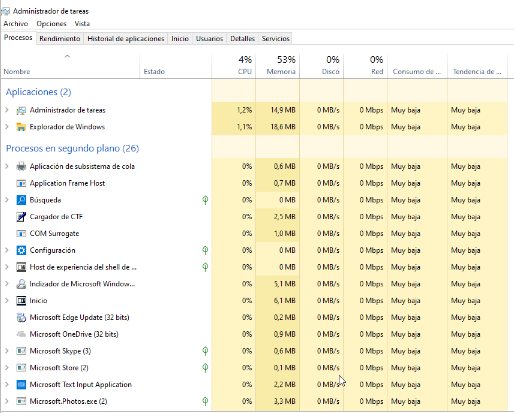 Administrador de tareas
Archivo Opciones Vista
Procesos Rendimiento Historial de aplicaciones Inicio Usuarios Detalles Servicios
4% 53% 0% 0%
Nombre Estado CPU Memoria Disco Red Consumo de ... Tendencia de ...
Aplicaciones (2)
Administrador de tareas 1,2% 14,9 MB 0 MB/s 0 Mbps Muy baja Muy baja
Explorador de Windows 1,1% 18,6 MB 0 MB/s 0 Mbps Muy baja Muy baja
Procesos en segundo plano (26)
Aplicación de subsistema de cola 0% 0,6 MB 0 MB/s 0 Mbps Muy baja Muy baja
Application Frame Host 0% 0,7 MB 0 MB/s 0 Mbps Muy baja Muy baja
Búsqueda 0% 0 MB 0 MB/s 0 Mbps Muy baja Muy baja
Cargador de CTF 0% 2,5 MB 0 MB/s 0 Mbps Muy baja Muy baja
COM Surrogate 0% 1,0 MB 0 MB/s 0 Mbps Muy baja Muy baja
Configuración 0% 0 MB 0 MB/s 0 Mbps Muy baja Muy baja
Host de experiencia del shell de ... 0% 0 MB 0 MB/s 0 Mbps Muy baja Muy baja
Indizador de Microsoft Window... 0% 5,1 MB 0 MB/s 0 Mbps Muy baja Muy baja
Inicio 0% 6,1 MB 0 MB/s 0 Mbps Muy baja Muy baja
Microsoft Edge Update (32 bits) 0% 0,2 MB 0 MB/s 0 Mbps Muy baja Muy baja
Microsoft OneDrive (32 bits) 0% 0,9 MB 0 MB/s 0 Mbps Muy baja Muy baja
Microsoft Skype (3) 0% 0,6 MB 0 MB/s 0 Mbps Muy baja Muy baja
Microsoft Store (2) 0% 0,1 MB 0 MB/s 0 Mbps Muy baja Muy baja
Microsoft Text Input Application 0% 2,2 MB 0 MB/s 0 Mbps Muy baja Muy baja
Microsoft.Photos.exe (2) 0% 3,3 MB 0 MB/s 0 Mbps Muy baja Muy baja